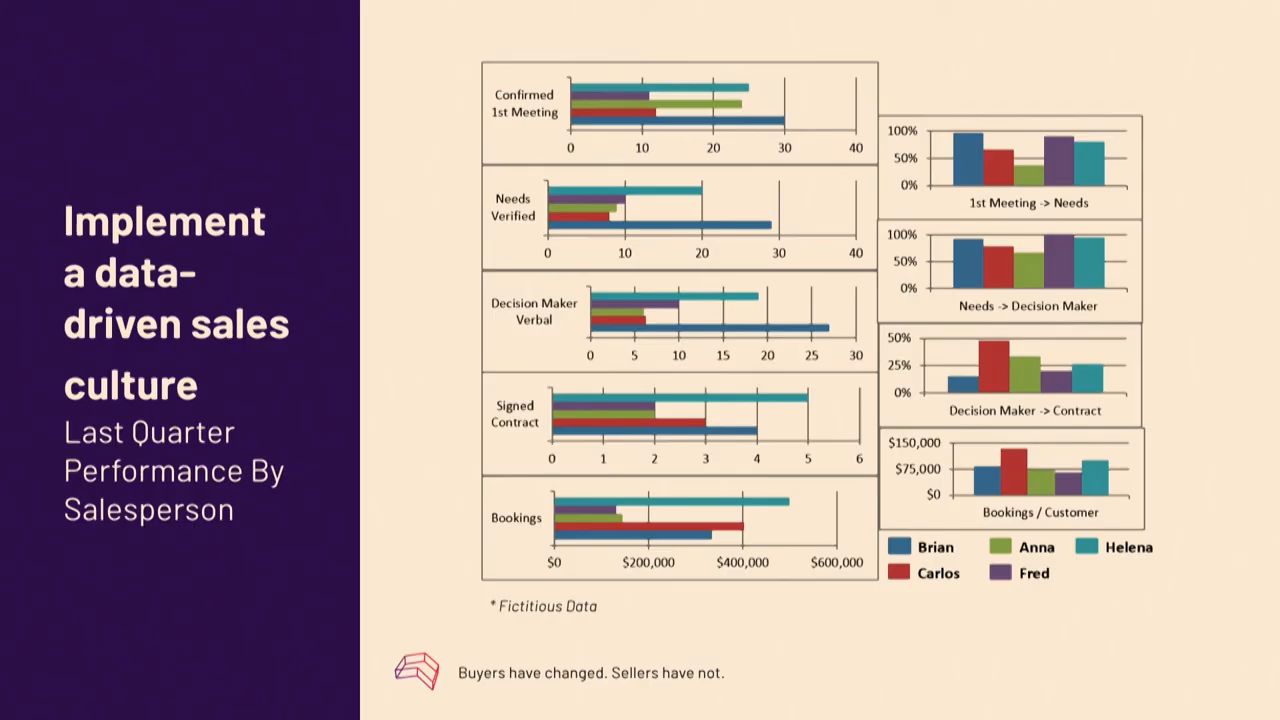 Implement
a data-
driven sales
culture
Last Quarter
Performance By
Salesperson
Confirmed
1st Meeting
0 10 20 30 40
Needs
Verified
0 10 20 30 40
Decision Maker
Verbal
0 5 10 15 20 25 30
Signed
Contract
0 1 2 3 4 5 6
Bookings
$0 $200,000 $400,000 $600,000
100%
50%
0%
1st Meeting -> Needs
100%
50%
0%
Needs -> Decision Maker
50%
25%
0%
Decision Maker -> Contract
$150,000
$75,000
$0
Bookings / Customer
Brian Anna Helena
Carlos Fred
* Fictitious Data
Buyers have changed. Sellers have not.